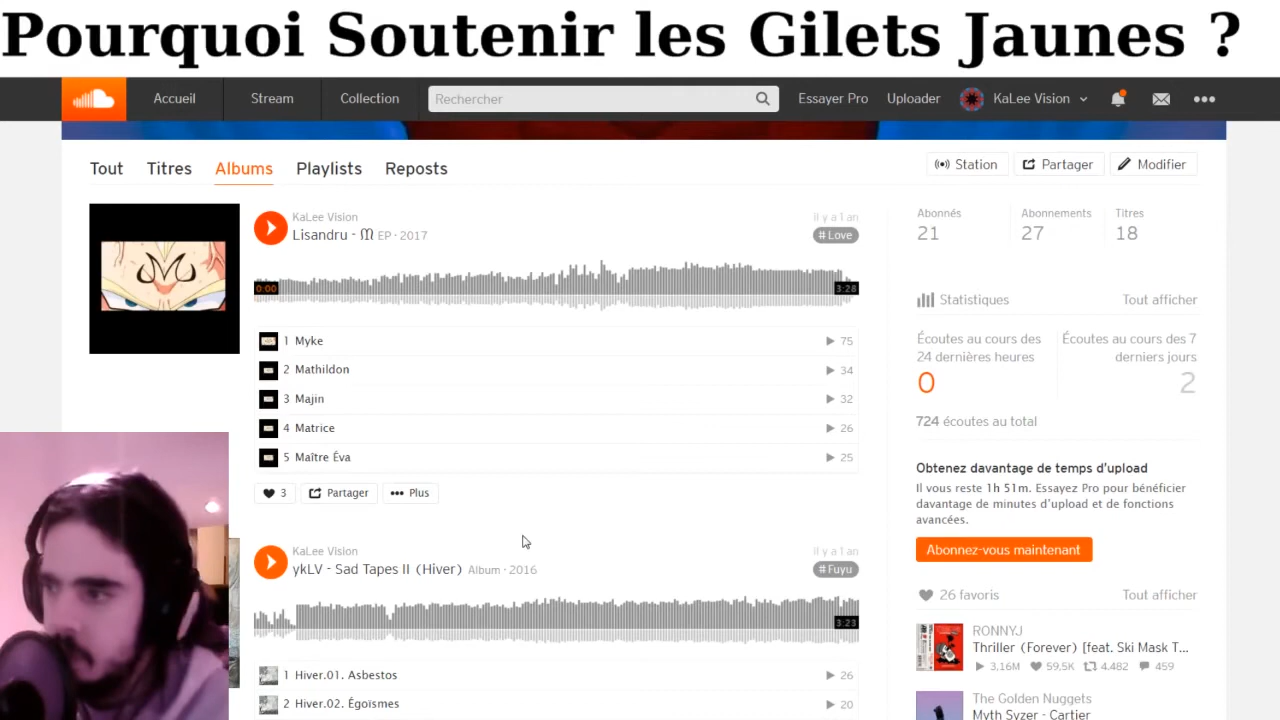 Pourquoi Soutenir les Gilets Jaunes ?
Accueil
Stream
Collection
Rechercher
Essayer Pro
Uploader
KaLee Vision
Tout
Titres
Albums
Playlists
Reposts
Station
Partager
Modifier
KaLee Vision
il y a 1 an
Lisandru - ᙢ EP · 2017
# Love
0:00
3:28
1 Myke
75
2 Mathildon
34
3 Majin
32
4 Matrice
26
5 Maître Éva
25
3
Partager
Plus
KaLee Vision
il y a 1 an
ykLV - Sad Tapes II (Hiver) Album · 2016
# Fuyu
3:23
1 Hiver.01. Asbestos
26
2 Hiver.02. Égoïsmes
20
Abonnés
21
Abonnements
27
Titres
18
Statistiques
Tout afficher
Écoutes au cours des
24 dernières heures
0
Écoutes au cours des 7
derniers jours
2
724 écoutes au total
Obtenez davantage de temps d'upload
Il vous reste 1h 51m. Essayez Pro pour bénéficier
davantage de minutes d'upload et de fonctions
avancées.
Abonnez-vous maintenant
26 favoris
Tout afficher
RONNYJ
Thriller (Forever) [feat. Ski Mask T...
3,16M
59,5K
4.482
459
The Golden Nuggets
Myth Syzer - Cartier